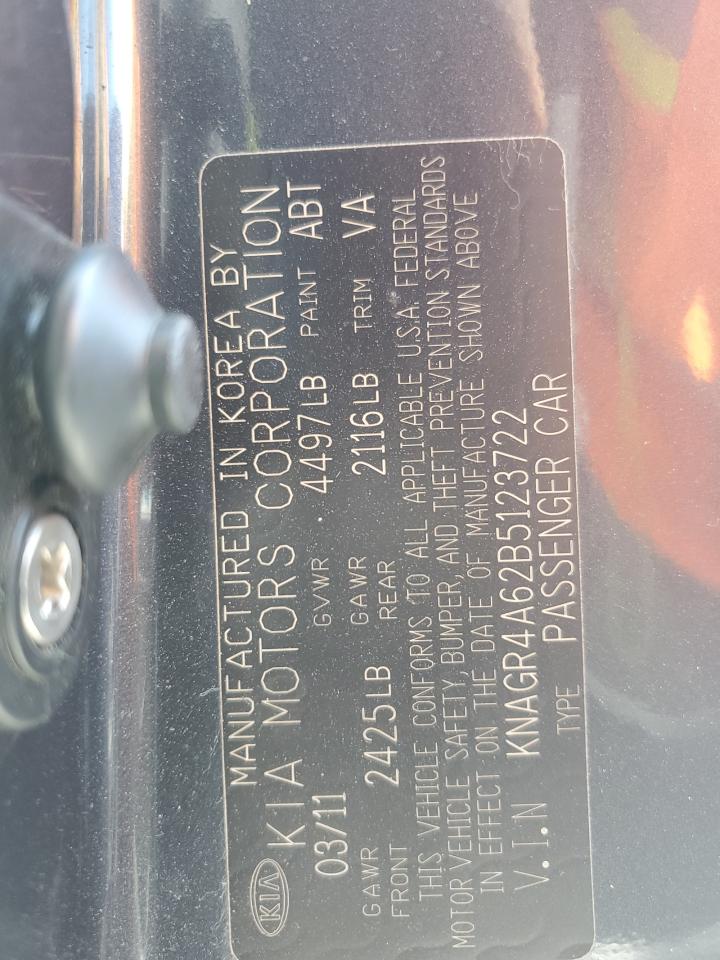 MANUFACTURED IN KOREA BY
KIA KIA MOTORS CORPORATION
03/11 GVWR 4497LB PAINT ABT
GAWR FRONT 2425LB GAWR REAR 2116LB TRIM VA
THIS VEHICLE CONFORMS TO ALL APPLICABLE U.S.A. FEDERAL
MOTOR VEHICLE SAFETY, BUMPER, AND THEFT PREVENTION STANDARDS
IN EFFECT ON THE DATE OF MANUFACTURE SHOWN ABOVE
V.I.N KNAGR4A62B5123722
TYPE PASSENGER CAR